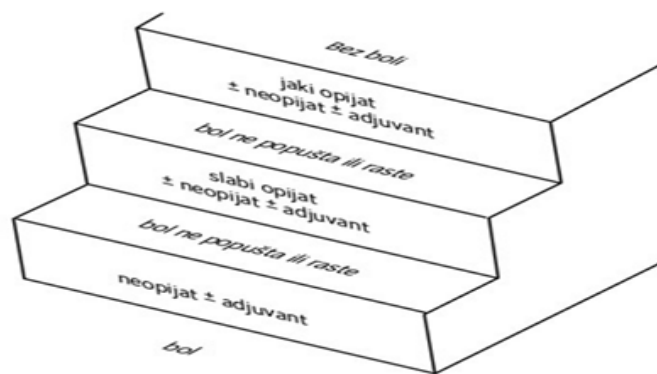 Bez boli
jaki opijat
± neopijat ± adjuvant
bol ne popušta ili raste
slabi opijat
± neopijat ± adjuvant
bol ne popušta ili raste
neopijat ± adjuvant
bol